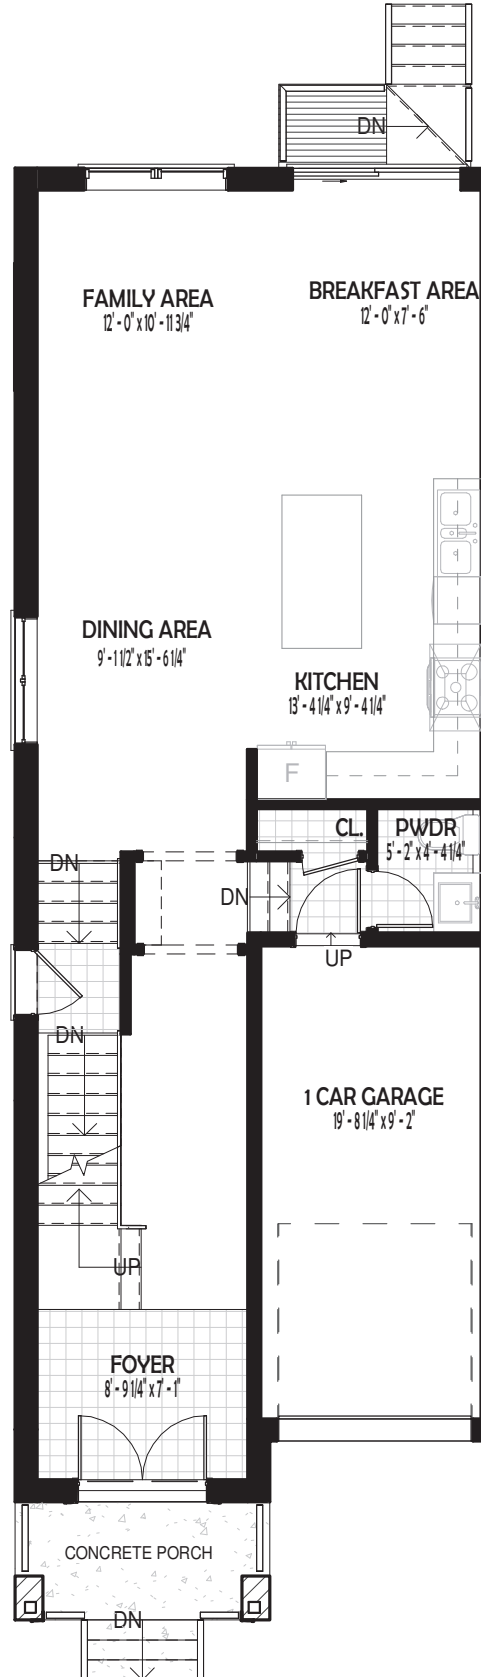 DN
FAMILY AREA
12' - 0" x 10' - 11 3/4"
BREAKFAST AREA
12' - 0" x 7' - 6"
DINING AREA
9' - 1 1/2" x 15' - 6 1/4"
KITCHEN
13' - 4 1/4" x 9' - 4 1/4"
F
CL.
PWDR
5' - 2" x 4' - 4 1/4"
DN
DN
UP
DN
1 CAR GARAGE
19' - 8 1/4" x 9' - 2"
UP
FOYER
8' - 9 1/4" x 7' - 1"
CONCRETE PORCH
DN